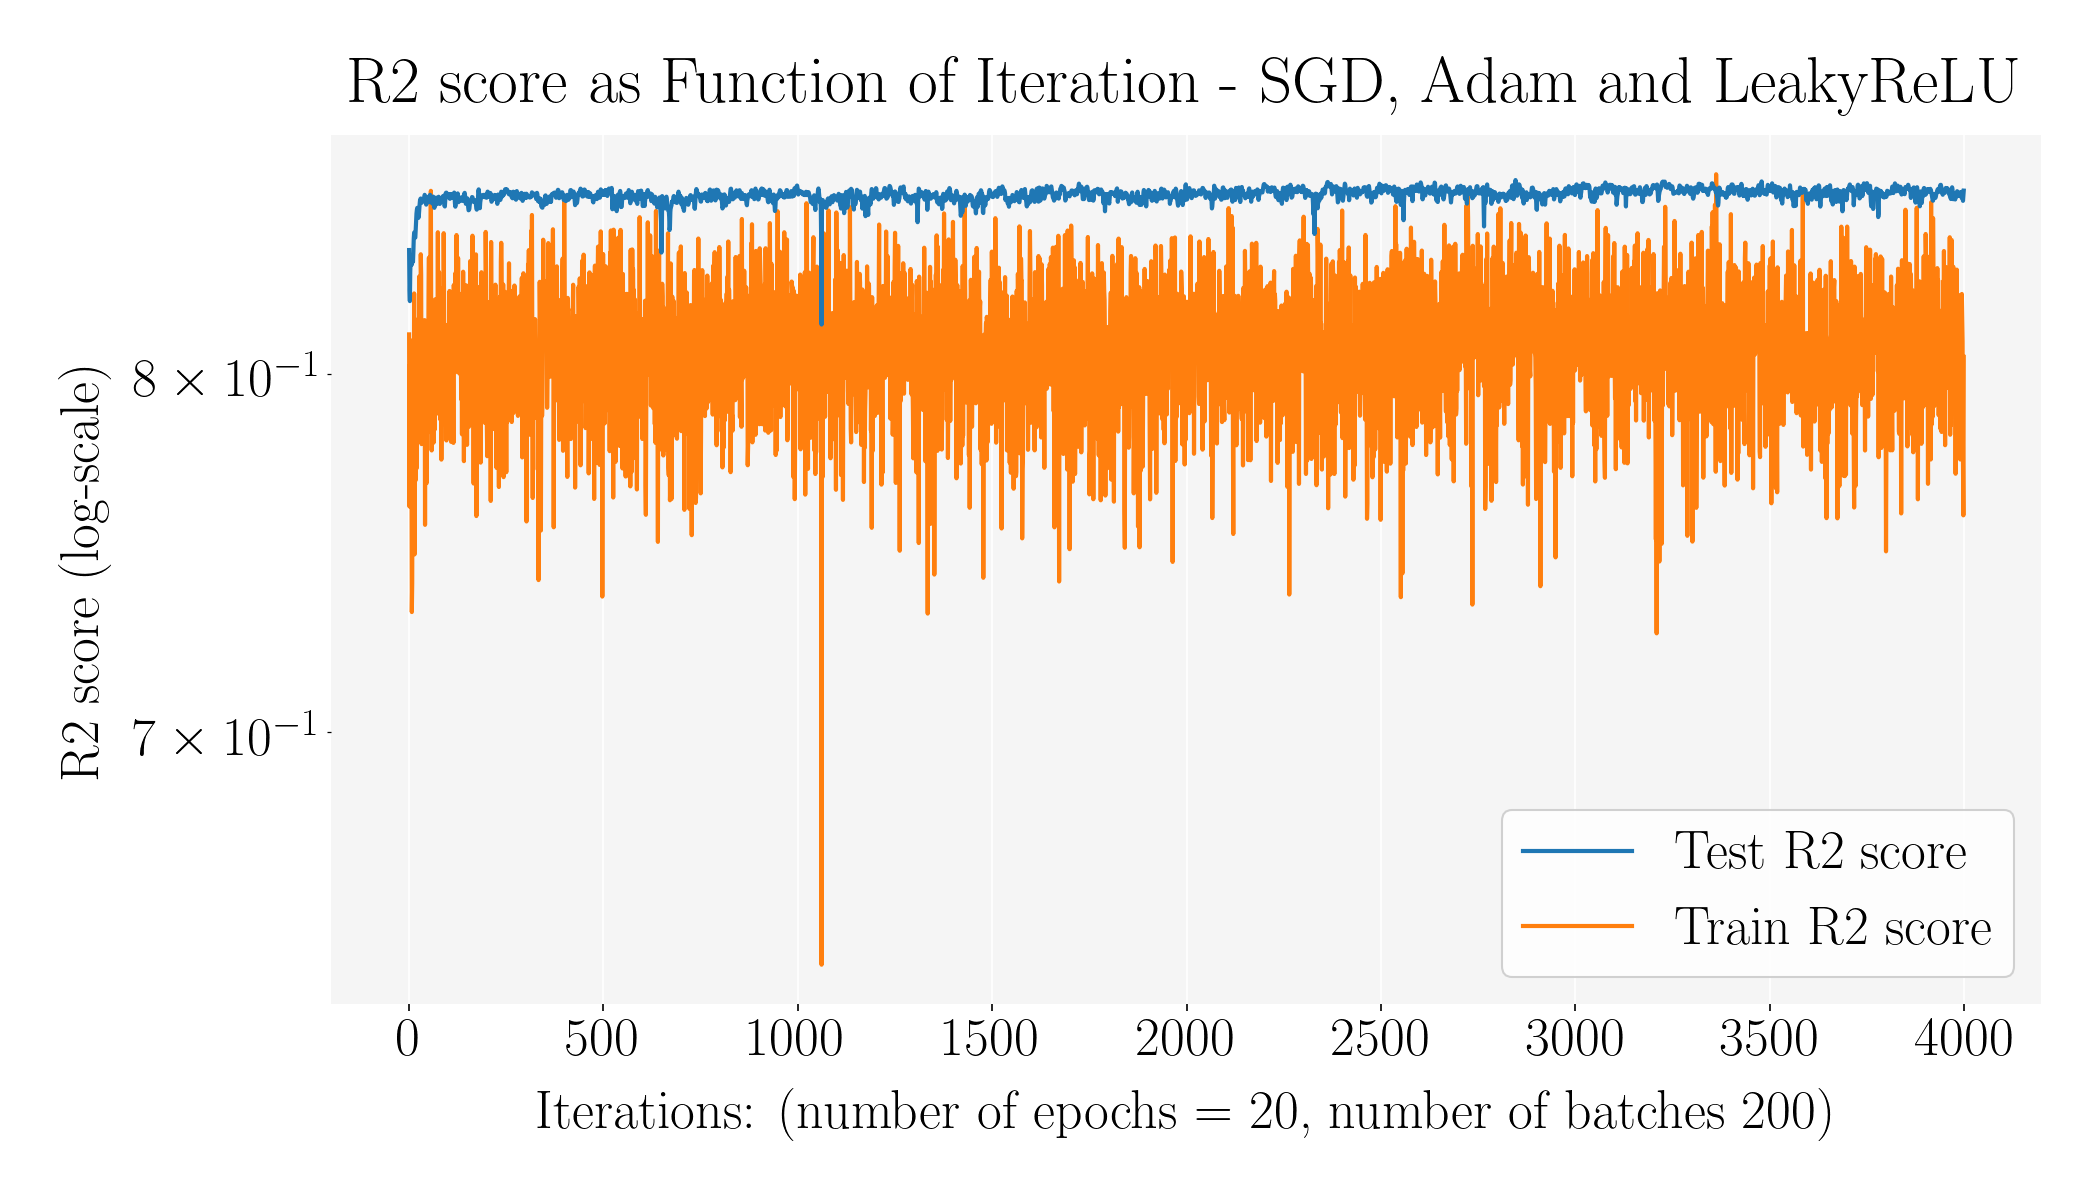 R2 score as Function of Iteration - SGD, Adam and LeakyReLU
R2 score (log-scale)
8 × 10⁻¹
7 × 10⁻¹
Test R2 score
Train R2 score
0 500 1000 1500 2000 2500 3000 3500 4000
Iterations: (number of epochs = 20, number of batches 200)